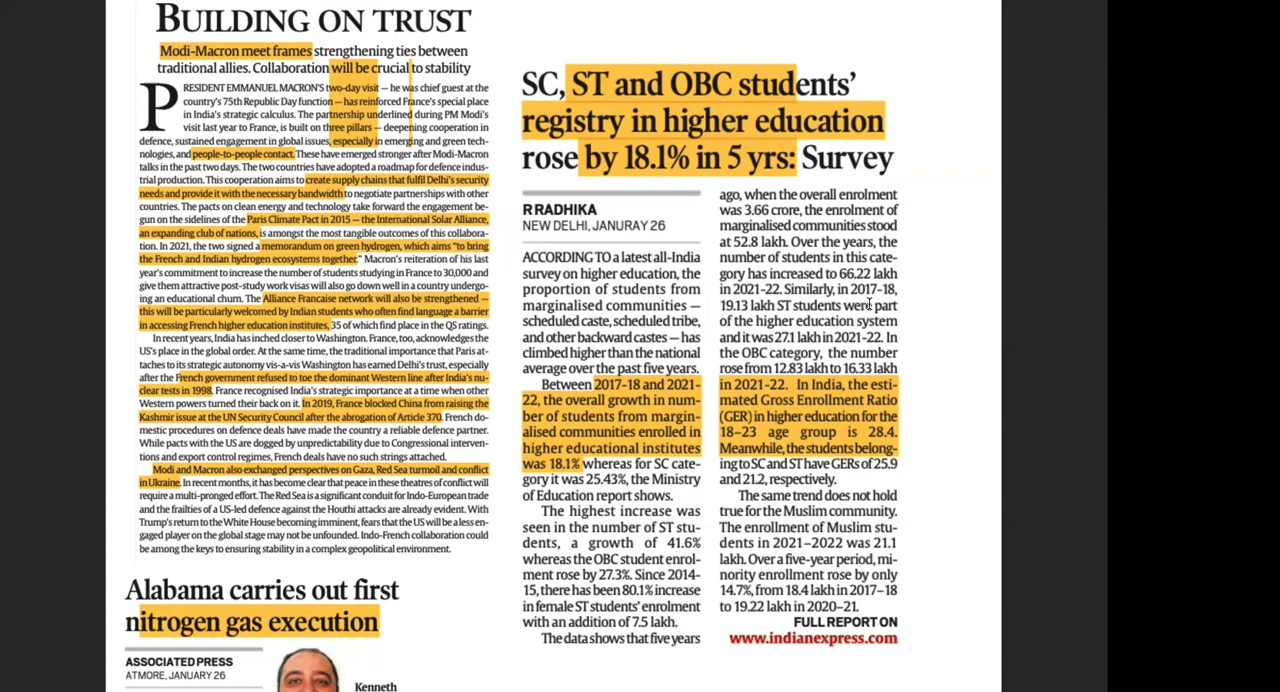 BUILDING ON TRUST
Modi-Macron meet frames strengthening ties between
traditional allies. Collaboration will be crucial to stability
PRESIDENT EMMANUEL MACRON'S two-day visit — he was chief guest at the
country's 75th Republic Day function — has reinforced France's special place
in India's strategic calculus. The partnership underlined during PM Modi's
visit last year to France, is built on three pillars — deepening cooperation in
defence, sustained engagement in global issues, especially in emerging and green tech-
nologies, and people-to-people contact. These have emerged stronger after Modi-Macron
talks in the past two days. The two countries have adopted a roadmap for defence indus-
trial production. This cooperation aims to create supply chains that fulfil Delhi's security
needs and provide it with the necessary bandwidth to negotiate partnerships with other
countries. The pacts on clean energy and technology take forward the engagement be-
gun on the sidelines of the Paris Climate Pact in 2015 — the International Solar Alliance,
an expanding club of nations, is amongst the most tangible outcomes of this collabora-
tion. In 2021, the two signed a memorandum on green hydrogen, which aims "to bring
the French and Indian hydrogen ecosystems together." Macron's reiteration of his last
year's commitment to increase the number of students studying in France to 30,000 and
give them attractive post-study work visas will also go down well in a country undergo-
ing an educational churn. The Alliance Francaise network will also be strengthened —
this will be particularly welcomed by Indian students who often find language a barrier
in accessing French higher education institutes, 35 of which find place in the QS ratings.
In recent years, India has inched closer to Washington. France, too, acknowledges the
US's place in the global order. At the same time, the traditional importance that Paris at-
taches to its strategic autonomy vis-a-vis Washington has earned Delhi's trust, especially
after the French government refused to toe the dominant Western line after India's nu-
clear tests in 1998. France recognised India's strategic importance at a time when other
Western powers turned their back on it. In 2019, France blocked China from raising the
Kashmir issue at the UN Security Council after the abrogation of Article 370. French do-
mestic procedures on defence deals have made the country a reliable defence partner.
While pacts with the US are dogged by unpredictability due to Congressional interven-
tions and export control regimes, French deals have no such strings attached.
Modi and Macron also exchanged perspectives on Gaza, Red Sea turmoil and conflict
in Ukraine. In recent months, it has become clear that peace in these theatres of conflict will
require a multi-pronged effort. The Red Sea is a significant conduit for Indo-European trade
and the frailties of a US-led defence against the Houthi attacks are already evident. With
Trump's return to the White House becoming imminent, fears that the US will be a less en-
gaged player on the global stage may not be unfounded. Indo-French collaboration could
be among the keys to ensuring stability in a complex geopolitical environment.
Alabama carries out first
nitrogen gas execution
ASSOCIATED PRESS
ATMORE, JANUARY 26
Kenneth
SC, ST and OBC students'
registry in higher education
rose by 18.1% in 5 yrs: Survey
R RADHIKA
NEW DELHI, JANURAY 26
ACCORDING TO a latest all-India
survey on higher education, the
proportion of students from
marginalised communities —
scheduled caste, scheduled tribe,
and other backward castes — has
climbed higher than the national
average over the past five years.
Between 2017-18 and 2021-
22, the overall growth in num-
ber of students from margin-
alised communities enrolled in
higher educational institutes
was 18.1% whereas for SC cate-
gory it was 25.43%, the Ministry
of Education report shows.
The highest increase was
seen in the number of ST stu-
dents, a growth of 41.6%
whereas the OBC student enrol-
ment rose by 27.3%. Since 2014-
15, there has been 80.1% increase
in female ST students' enrolment
with an addition of 7.5 lakh.
The data shows that five years
ago, when the overall enrolment
was 3.66 crore, the enrolment of
marginalised communities stood
at 52.8 lakh. Over the years, the
number of students in this cate-
gory has increased to 66.22 lakh
in 2021-22. Similarly, in 2017-18,
19.13 lakh ST students were part
of the higher education system
and it was 27.1 lakh in 2021-22. In
the OBC category, the number
rose from 12.83 lakh to 16.33 lakh
in 2021-22. In India, the esti-
mated Gross Enrollment Ratio
(GER) in higher education for the
18–23 age group is 28.4.
Meanwhile, the students belong-
ing to SC and ST have GERs of 25.9
and 21.2, respectively.
The same trend does not hold
true for the Muslim community.
The enrollment of Muslim stu-
dents in 2021–2022 was 21.1
lakh. Over a five-year period, mi-
nority enrollment rose by only
14.7%, from 18.4 lakh in 2017–18
to 19.22 lakh in 2020–21.
FULL REPORT ON
www.indianexpress.com